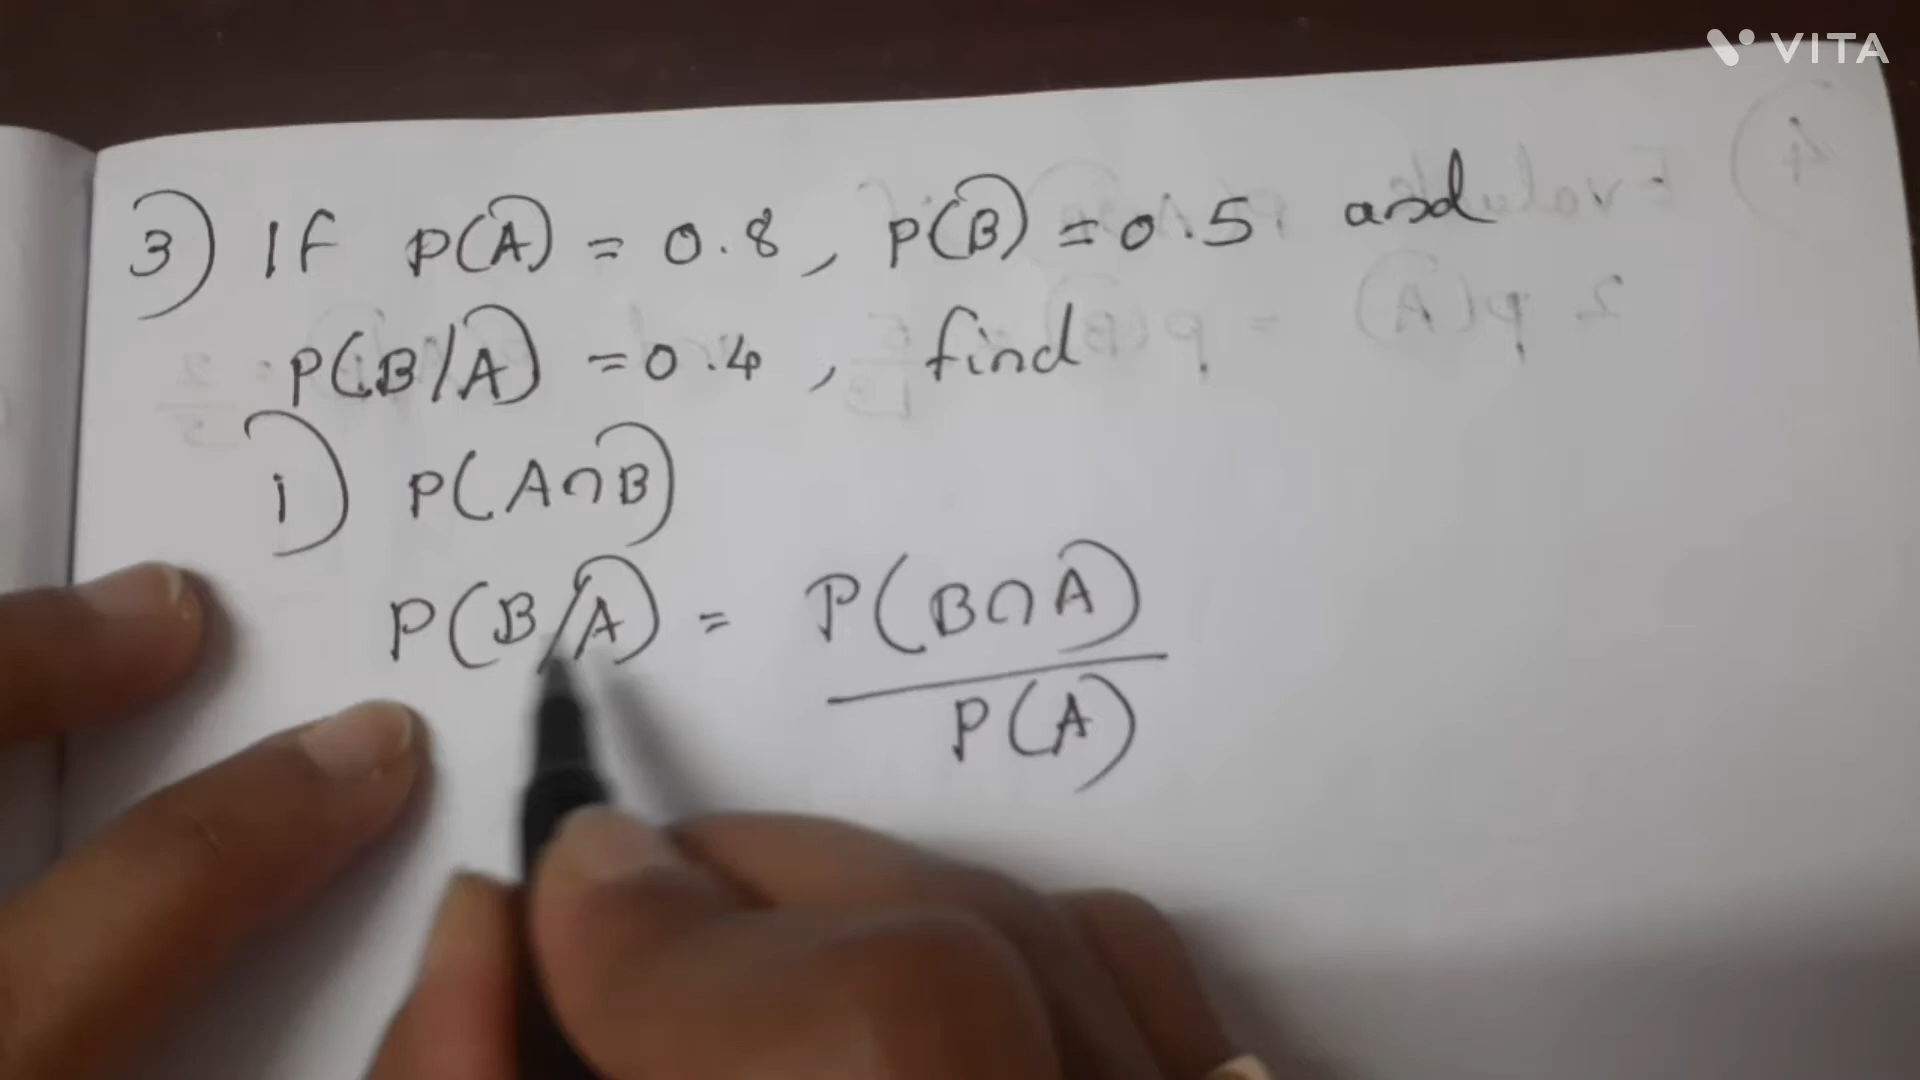 VITA
3) If P(A) = 0.8, P(B) = 0.5 and
P(B/A) = 0.4, find
i) P(A∩B)
P(B/A) = P(B∩A)
P(A)